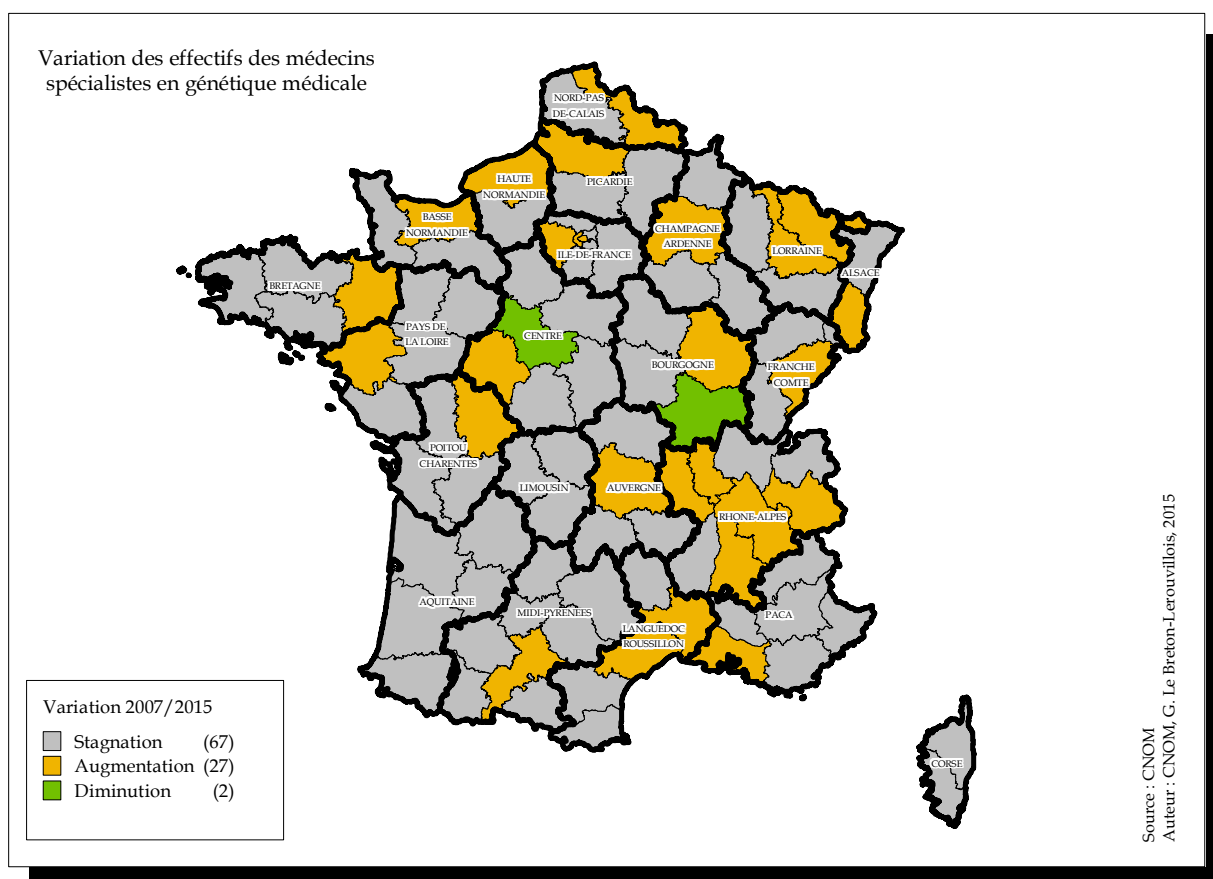 Variation des effectifs des médecins
spécialistes en génétique médicale
NORD-PAS
DE-CALAIS
HAUTE
NORMANDIE
PICARDIE
BASSE
NORMANDIE
CHAMPAGNE
ARDENNE
ILE-DE-FRANCE
LORRAINE
ALSACE
BRETAGNE
PAYS DE
LA LOIRE
CENTRE
BOURGOGNE
FRANCHE
COMTE
POITOU
CHARENTES
LIMOUSIN
AUVERGNE
RHONE-ALPES
AQUITAINE
MIDI-PYRENEES
LANGUEDOC
ROUSSILLON
PACA
CORSE
Variation 2007/2015
Stagnation (67)
Augmentation (27)
Diminution (2)
Source : CNOM
Auteur : CNOM, G. Le Breton-Lerouvillois, 2015